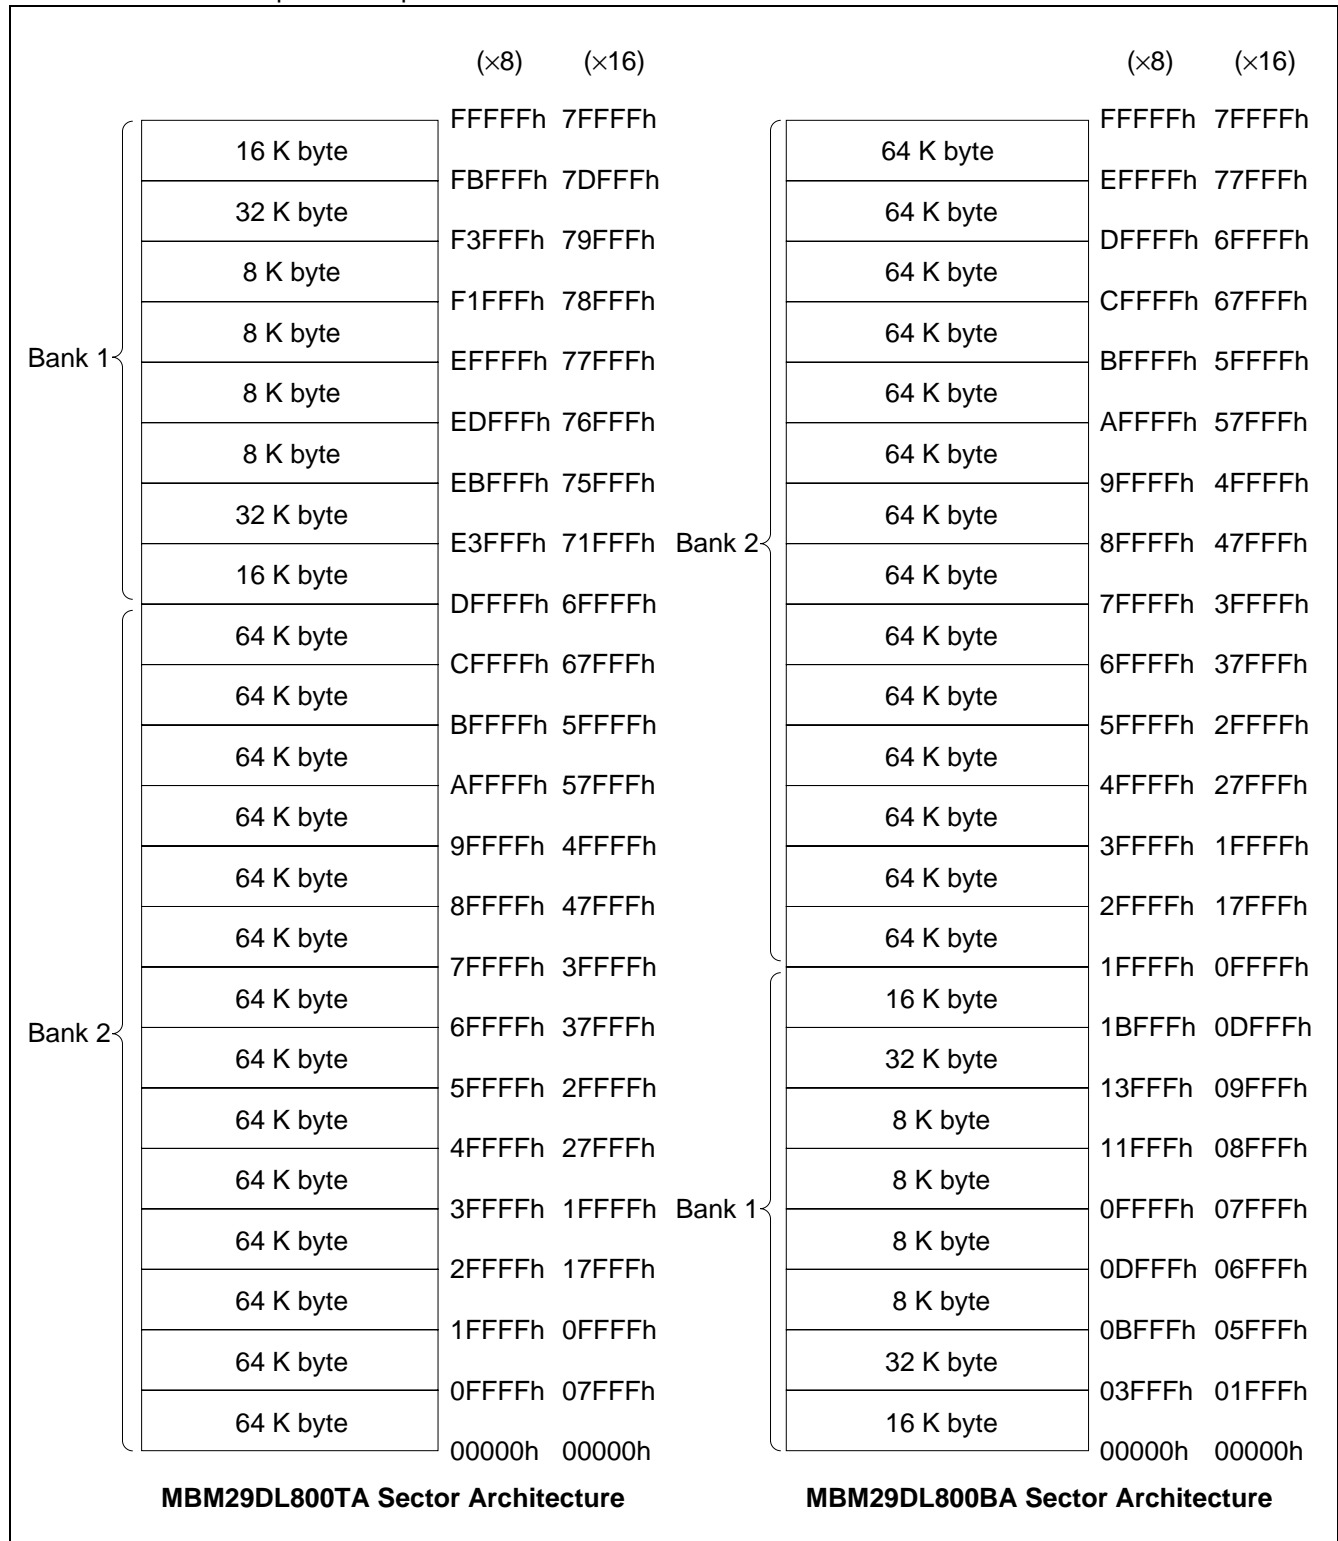 (×8) (×16)
FFFFFh 7FFFFh
16 K byte
FBFFFh 7DFFFh
32 K byte
F3FFFh 79FFFh
8 K byte
F1FFFh 78FFFh
8 K byte
Bank 1
EFFFFh 77FFFh
8 K byte
EDFFFh 76FFFh
8 K byte
EBFFFh 75FFFh
32 K byte
E3FFFh 71FFFh
16 K byte
DFFFFh 6FFFFh
64 K byte
CFFFFh 67FFFh
64 K byte
BFFFFh 5FFFFh
64 K byte
AFFFFh 57FFFh
64 K byte
9FFFFh 4FFFFh
64 K byte
8FFFFh 47FFFh
64 K byte
7FFFFh 3FFFFh
64 K byte
Bank 2
6FFFFh 37FFFh
64 K byte
5FFFFh 2FFFFh
64 K byte
4FFFFh 27FFFh
64 K byte
3FFFFh 1FFFFh
64 K byte
2FFFFh 17FFFh
64 K byte
1FFFFh 0FFFFh
64 K byte
0FFFFh 07FFFh
64 K byte
00000h 00000h
MBM29DL800TA Sector Architecture
(×8) (×16)
FFFFFh 7FFFFh
64 K byte
EFFFFh 77FFFh
64 K byte
DFFFFh 6FFFFh
64 K byte
CFFFFh 67FFFh
64 K byte
BFFFFh 5FFFFh
64 K byte
AFFFFh 57FFFh
64 K byte
9FFFFh 4FFFFh
64 K byte
Bank 2
8FFFFh 47FFFh
64 K byte
7FFFFh 3FFFFh
64 K byte
6FFFFh 37FFFh
64 K byte
5FFFFh 2FFFFh
64 K byte
4FFFFh 27FFFh
64 K byte
3FFFFh 1FFFFh
64 K byte
2FFFFh 17FFFh
64 K byte
1FFFFh 0FFFFh
16 K byte
1BFFFh 0DFFFh
32 K byte
13FFFh 09FFFh
8 K byte
11FFFh 08FFFh
8 K byte
Bank 1
0FFFFh 07FFFh
8 K byte
0DFFFh 06FFFh
8 K byte
0BFFFh 05FFFh
32 K byte
03FFFh 01FFFh
16 K byte
00000h 00000h
MBM29DL800BA Sector Architecture